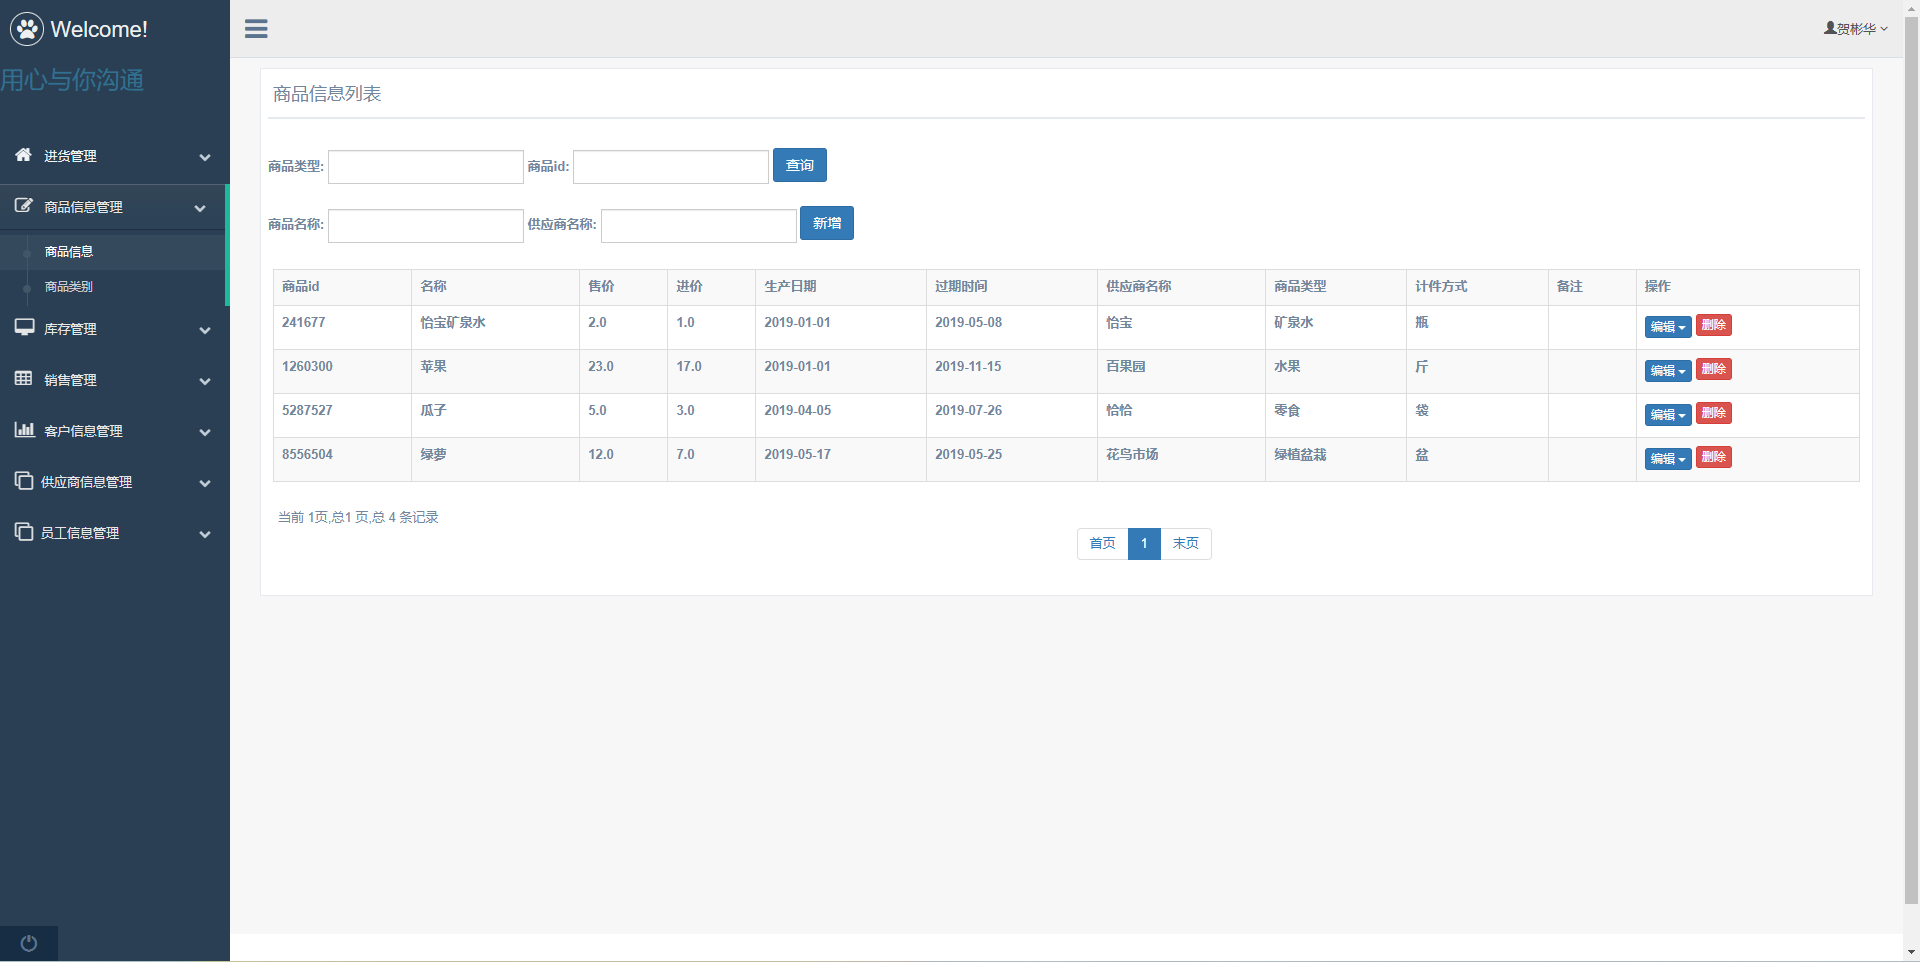 Welcome!
贺彬华
用心与你沟通
进货管理
商品信息管理
商品信息
商品类别
库存管理
销售管理
客户信息管理
供应商信息管理
员工信息管理
商品信息列表
商品类型: 商品id: 查询
商品名称: 供应商名称: 新增
商品id 名称 售价 进价 生产日期 过期时间 供应商名称 商品类型 计件方式 备注 操作
241677 怡宝矿泉水 2.0 1.0 2019-01-01 2019-05-08 怡宝 矿泉水 瓶 编辑 删除
1260300 苹果 23.0 17.0 2019-01-01 2019-11-15 百果园 水果 斤 编辑 删除
5287527 瓜子 5.0 3.0 2019-04-05 2019-07-26 恰恰 零食 袋 编辑 删除
8556504 绿萝 12.0 7.0 2019-05-17 2019-05-25 花鸟市场 绿植盆栽 盆 编辑 删除
当前 1页,总1 页,总 4 条记录
首页 1 末页